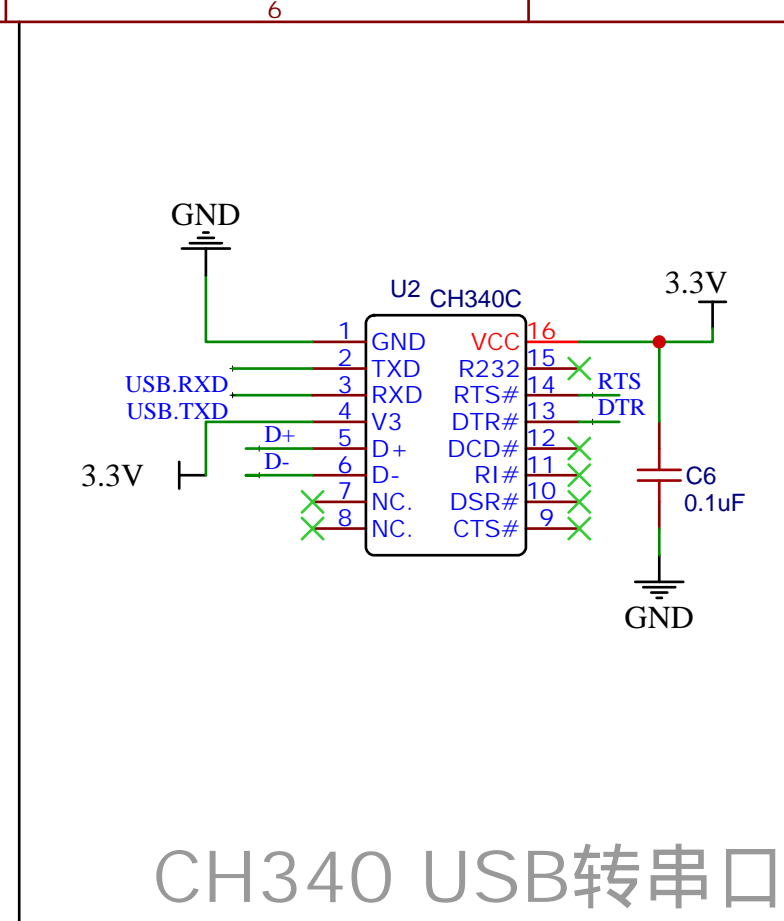 6
GND
U2 CH340C
3.3V
1 GND
2 TXD
3 RXD
4 V3
5 D+
6 D-
7 NC.
8 NC.
VCC 16
R232 15
RTS# 14
DTR# 13
DCD# 12
RI# 11
DSR# 10
CTS# 9
USB.RXD
USB.TXD
D+
D-
3.3V
RTS
DTR
C6
0.1uF
GND
CH340 USB转串口